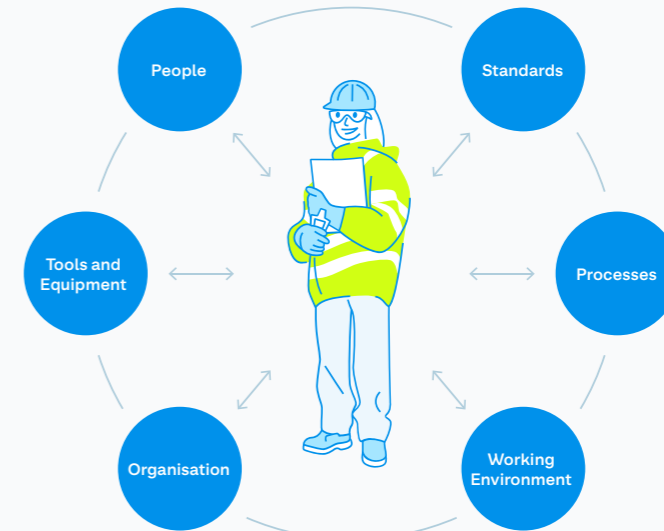 People
Standards
Tools and
Equipment
Processes
Organisation
Working
Environment